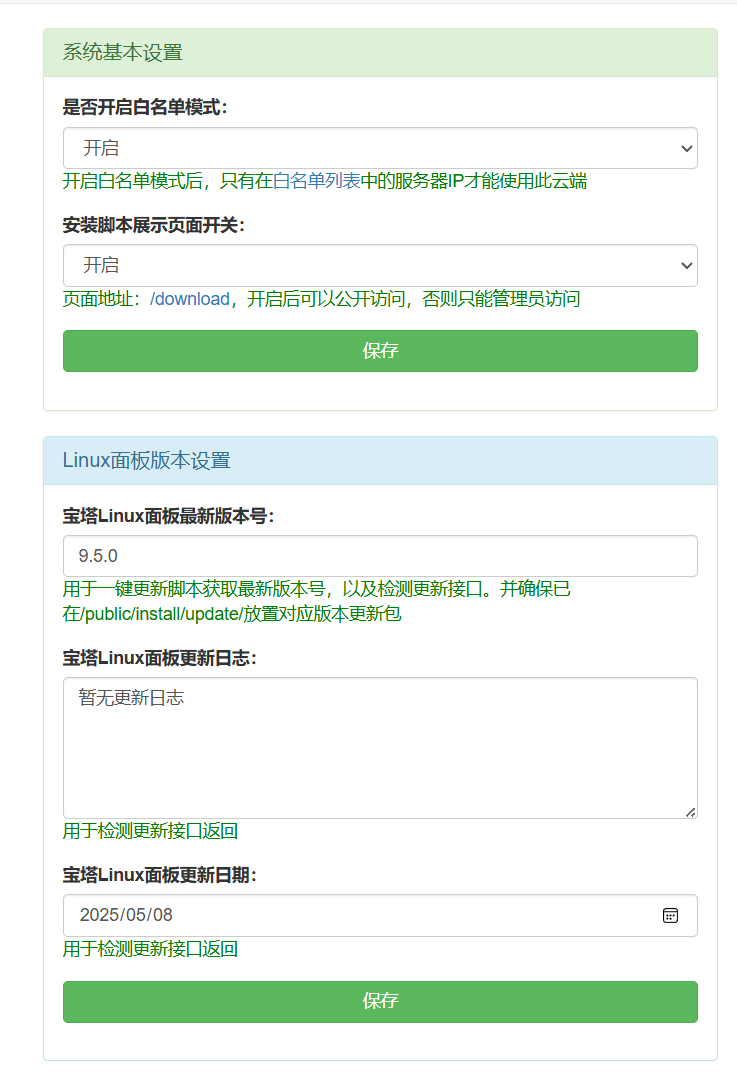 系统基本设置
是否开启白名单模式：
开启
开启白名单模式后，只有在白名单列表中的服务器IP才能使用此云端
安装脚本展示页面开关：
开启
页面地址：/download，开启后可以公开访问，否则只能管理员访问
保存
Linux面板版本设置
宝塔Linux面板最新版本号：
9.5.0
用于一键更新脚本获取最新版本号，以及检测更新接口。并确保已
在/public/install/update/放置对应版本更新包
宝塔Linux面板更新日志：
暂无更新日志
用于检测更新接口返回
宝塔Linux面板更新日期：
2025/05/08
用于检测更新接口返回
保存